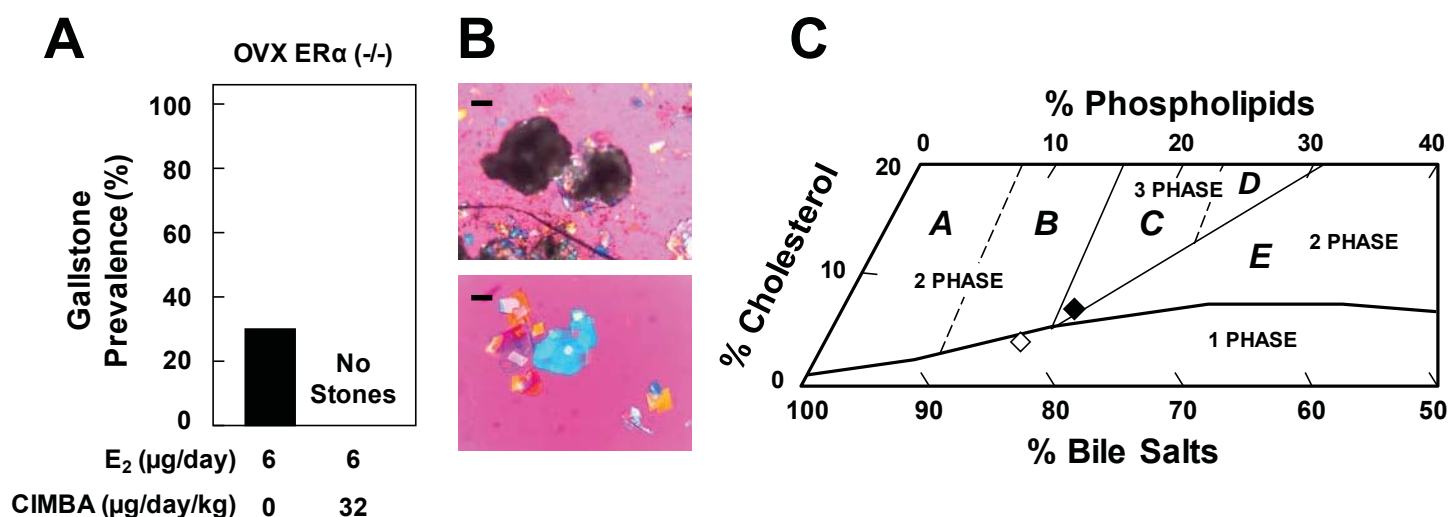 A
OVX ERα (-/-)
Gallstone
Prevalence (%)
100
80
60
40
20
0
No
Stones
E₂ (µg/day) 6 6
CIMBA (µg/day/kg) 0 32
B
C
% Phospholipids
0 10 20 30 40
% Cholesterol
20
10
0
A
B
C
D
E
3 PHASE
2 PHASE
2 PHASE
1 PHASE
100 90 80 70 60 50
% Bile Salts